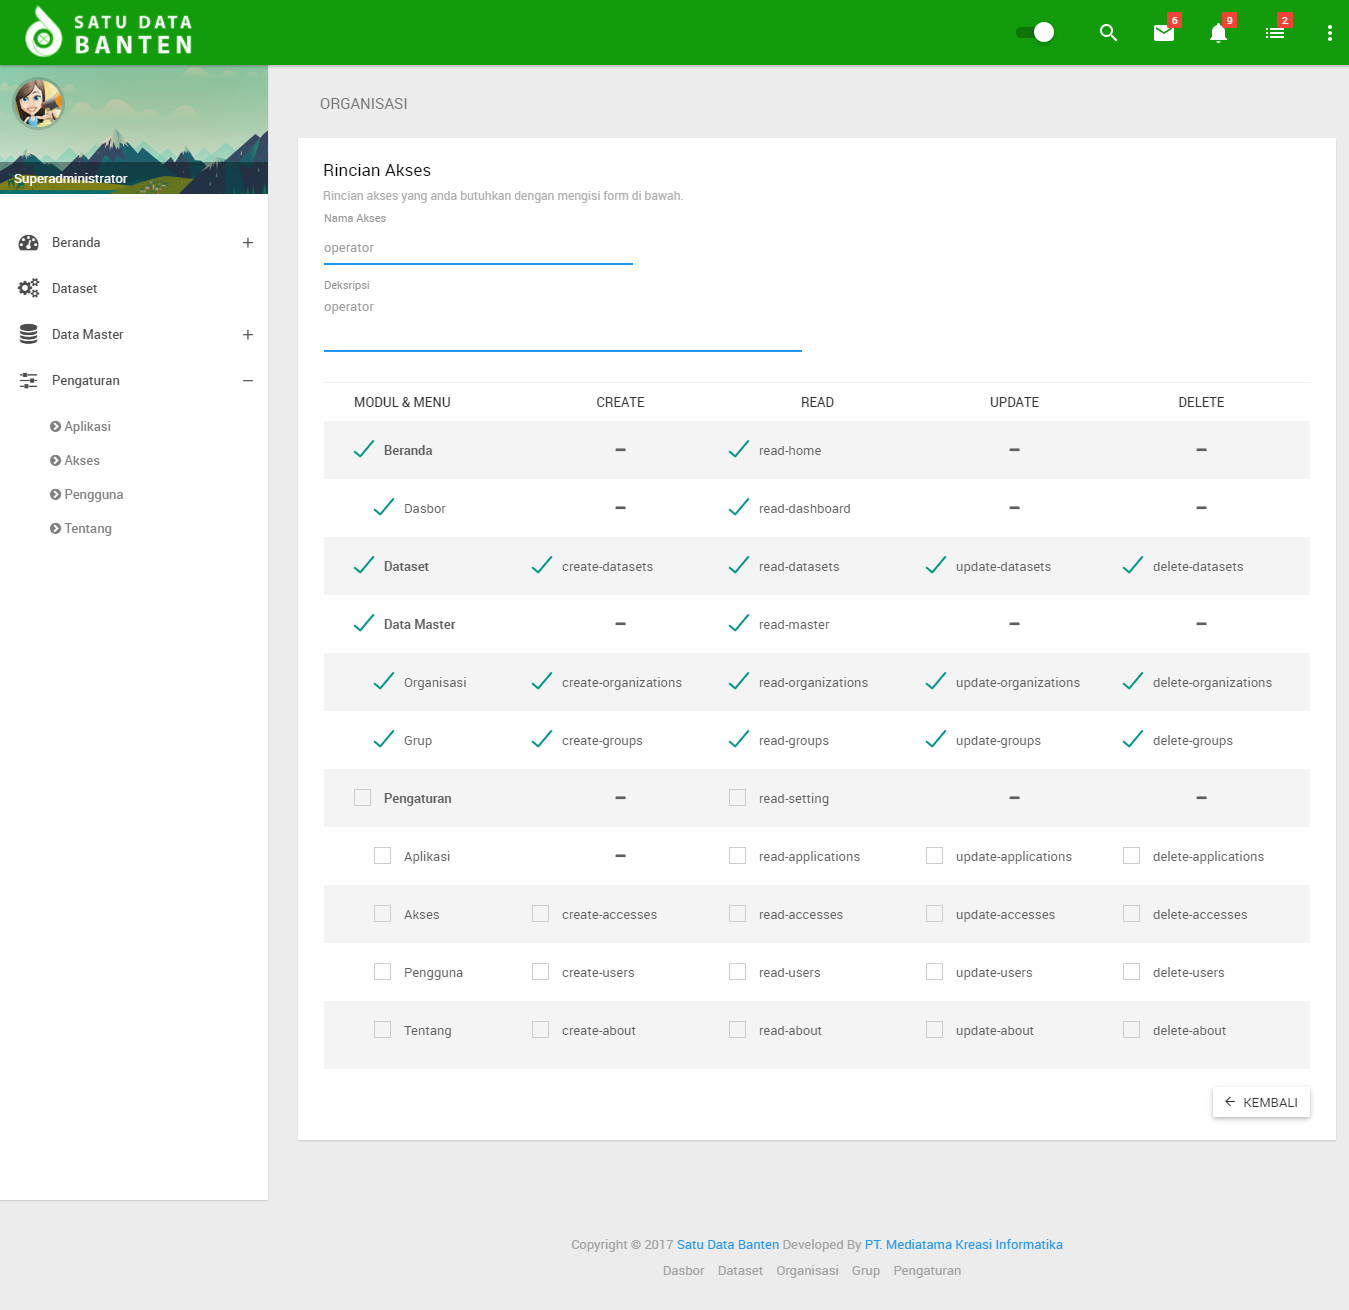 SATU DATA
BANTEN
6
9
2
Superadministrator
Beranda
Dataset
Data Master
Pengaturan
Aplikasi
Akses
Pengguna
Tentang
ORGANISASI
Rincian Akses
Rincian akses yang anda butuhkan dengan mengisi form di bawah.
Nama Akses
operator
Deksripsi
operator
MODUL & MENU CREATE READ UPDATE DELETE
Beranda read-home
Dasbor read-dashboard
Dataset create-datasets read-datasets update-datasets delete-datasets
Data Master read-master
Organisasi create-organizations read-organizations update-organizations delete-organizations
Grup create-groups read-groups update-groups delete-groups
Pengaturan read-setting
Aplikasi read-applications update-applications delete-applications
Akses create-accesses read-accesses update-accesses delete-accesses
Pengguna create-users read-users update-users delete-users
Tentang create-about read-about update-about delete-about
KEMBALI
Copyright © 2017 Satu Data Banten Developed By PT. Mediatama Kreasi Informatika
Dasbor Dataset Organisasi Grup Pengaturan